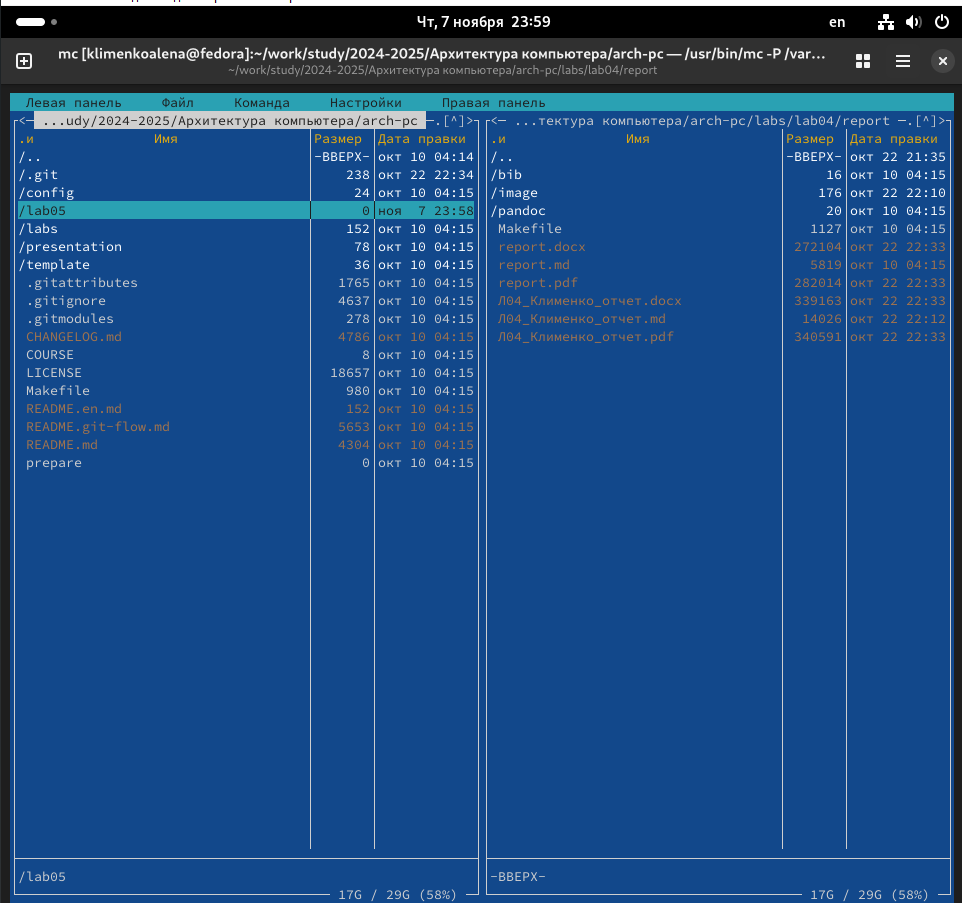 Чт, 7 ноября 23:59
en
mc [klimenkoalena@fedora]:~/work/study/2024-2025/Архитектура компьютера/arch-pc — /usr/bin/mc -P /var…
~/work/study/2024-2025/Архитектура компьютера/arch-pc/labs/lab04/report
Левая панель Файл Команда Настройки Правая панель
<— ...udy/2024-2025/Архитектура компьютера/arch-pc —.[^]>
.и Имя Размер Дата правки
/.. -ВВЕРХ- окт 10 04:14
/.git 238 окт 22 22:34
/config 24 окт 10 04:15
/lab05 0 ноя 7 23:58
/labs 152 окт 10 04:15
/presentation 78 окт 10 04:15
/template 36 окт 10 04:15
.gitattributes 1765 окт 10 04:15
.gitignore 4637 окт 10 04:15
.gitmodules 278 окт 10 04:15
CHANGELOG.md 4786 окт 10 04:15
COURSE 8 окт 10 04:15
LICENSE 18657 окт 10 04:15
Makefile 980 окт 10 04:15
README.en.md 152 окт 10 04:15
README.git-flow.md 5653 окт 10 04:15
README.md 4304 окт 10 04:15
prepare 0 окт 10 04:15
/lab05
17G / 29G (58%)
<— ...тектура компьютера/arch-pc/labs/lab04/report —.[^]>
.и Имя Размер Дата правки
/.. -ВВЕРХ- окт 22 21:35
/bib 16 окт 10 04:15
/image 176 окт 22 22:10
/pandoc 20 окт 10 04:15
Makefile 1127 окт 10 04:15
report.docx 272104 окт 22 22:33
report.md 5819 окт 10 04:15
report.pdf 282014 окт 22 22:33
Л04_Клименко_отчет.docx 339163 окт 22 22:33
Л04_Клименко_отчет.md 14026 окт 22 22:12
Л04_Клименко_отчет.pdf 340591 окт 22 22:33
-ВВЕРХ-
17G / 29G (58%)